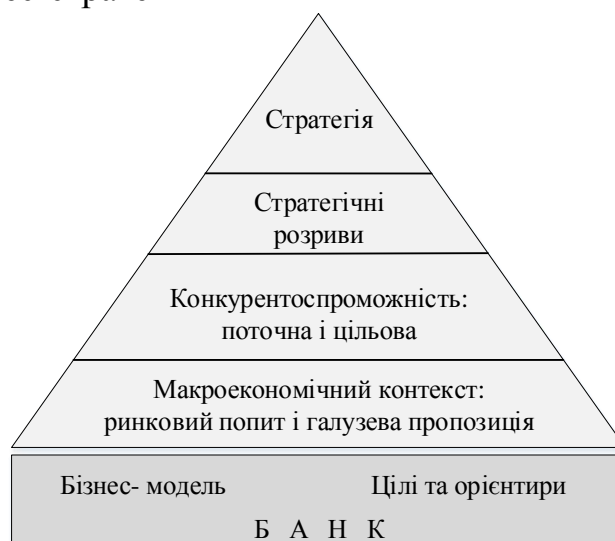 Стратегія
Стратегічні
розриви
Конкурентоспроможність:
поточна і цільова
Макроекономічний контекст:
ринковий попит і галузева пропозиція
Бізнес- модель Цілі та орієнтири
Б А Н К